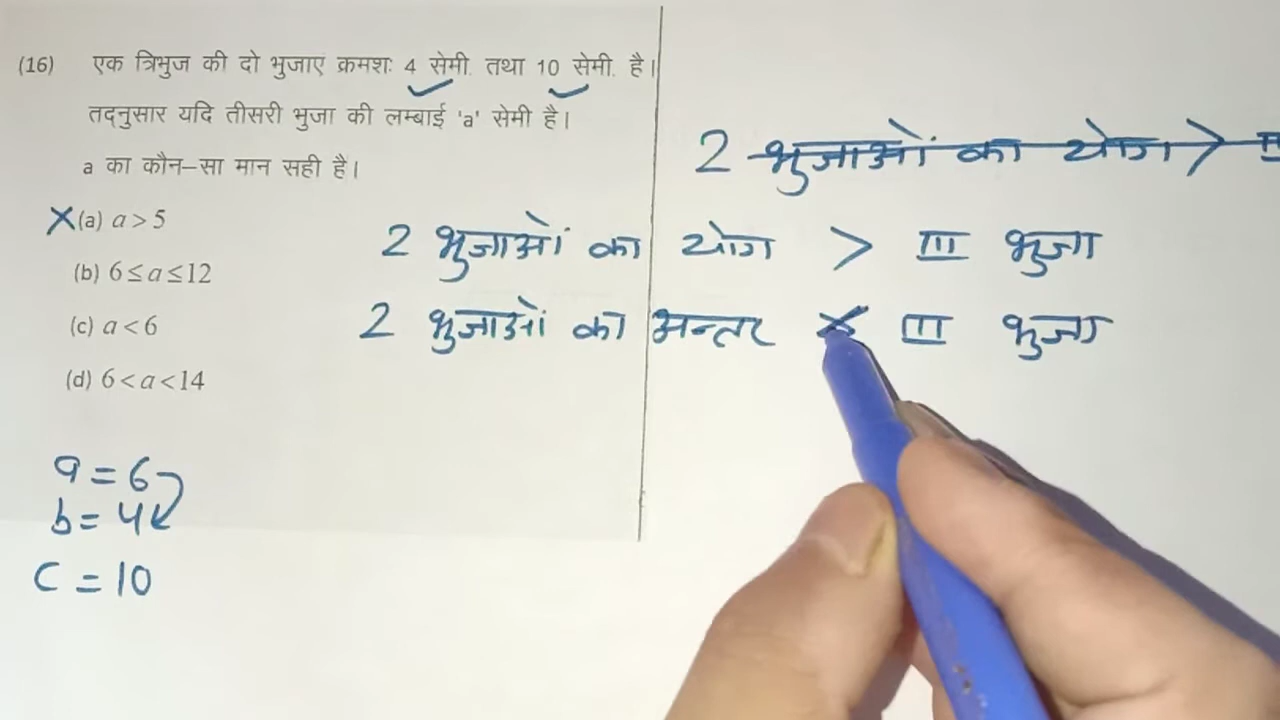 (16) एक त्रिभुज की दो भुजाए क्रमशः 4 सेमी. तथा 10 सेमी. है।
तद्नुसार यदि तीसरी भुजा की लम्बाई 'a' सेमी है।
a का कौन–सा मान सही है।
(a) a > 5
(b) 6 ≤ a ≤ 12
(c) a < 6
(d) 6 < a < 14
a = 6
b = 4
c = 10
2 भुजाओं का योग >
2 भुजाओं का योग > III भुजा
2 भुजाओं का अन्तर < III भुजा